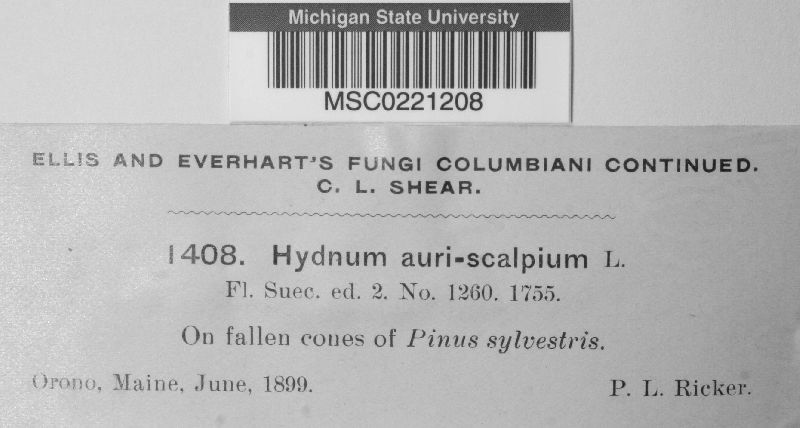 Michigan State University
MSC0221208
ELLIS AND EVERHART'S FUNGI COLUMBIANI CONTINUED.
C. L. SHEAR.
1408. Hydnum auri-scalpium L.
Fl. Suec. ed. 2. No. 1260. 1755.
On fallen cones of Pinus sylvestris.
Orono, Maine, June, 1899.
P. L. Ricker.